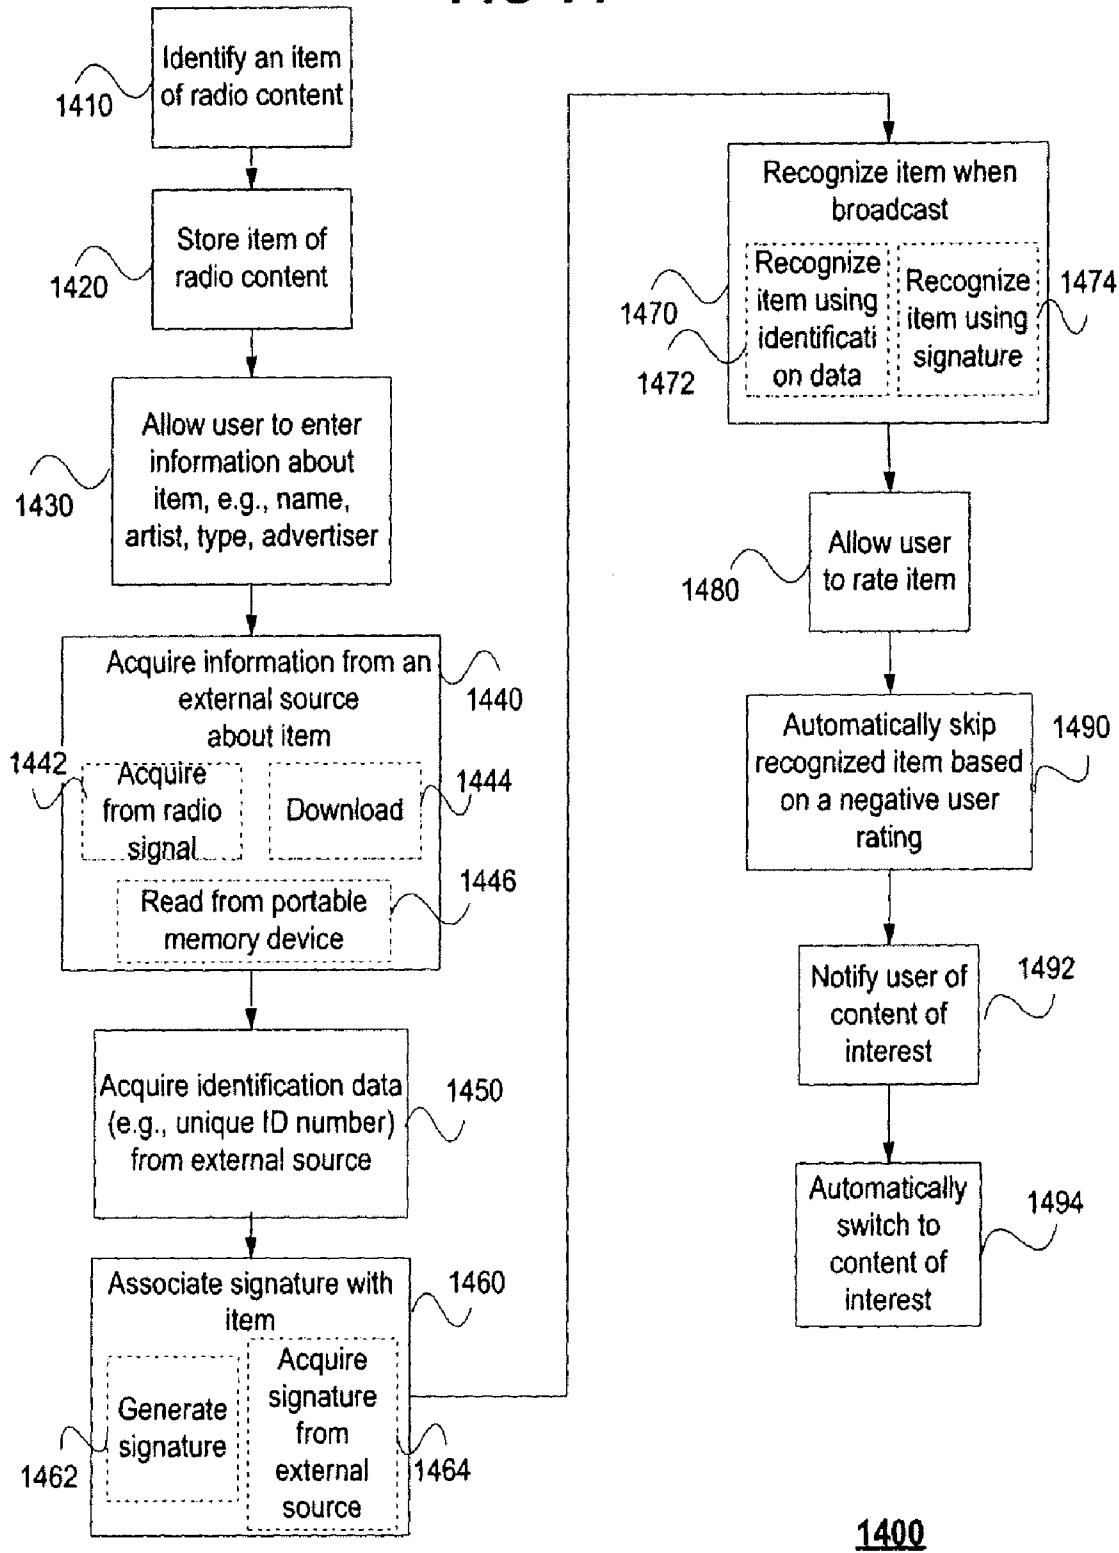 Identify an item
of radio content
1410
Store item of
radio content
1420
Allow user to enter
information about
item, e.g., name,
artist, type, advertiser
1430
Acquire information from an
external source
about item
1440
1442
Acquire
from radio
signal
Download
1444
Read from portable
memory device
1446
Acquire identification data
(e.g., unique ID number)
from external source
1450
Associate signature with
item
1460
Generate
signature
1462
Acquire
signature
from
external
source
1464
Recognize item when
broadcast
1470
Recognize
item using
identificati
on data
1472
Recognize
item using
signature
1474
Allow user
to rate item
1480
Automatically skip
recognized item based
on a negative user
rating
1490
Notify user of
content of
interest
1492
Automatically
switch to
content of
interest
1494
1400